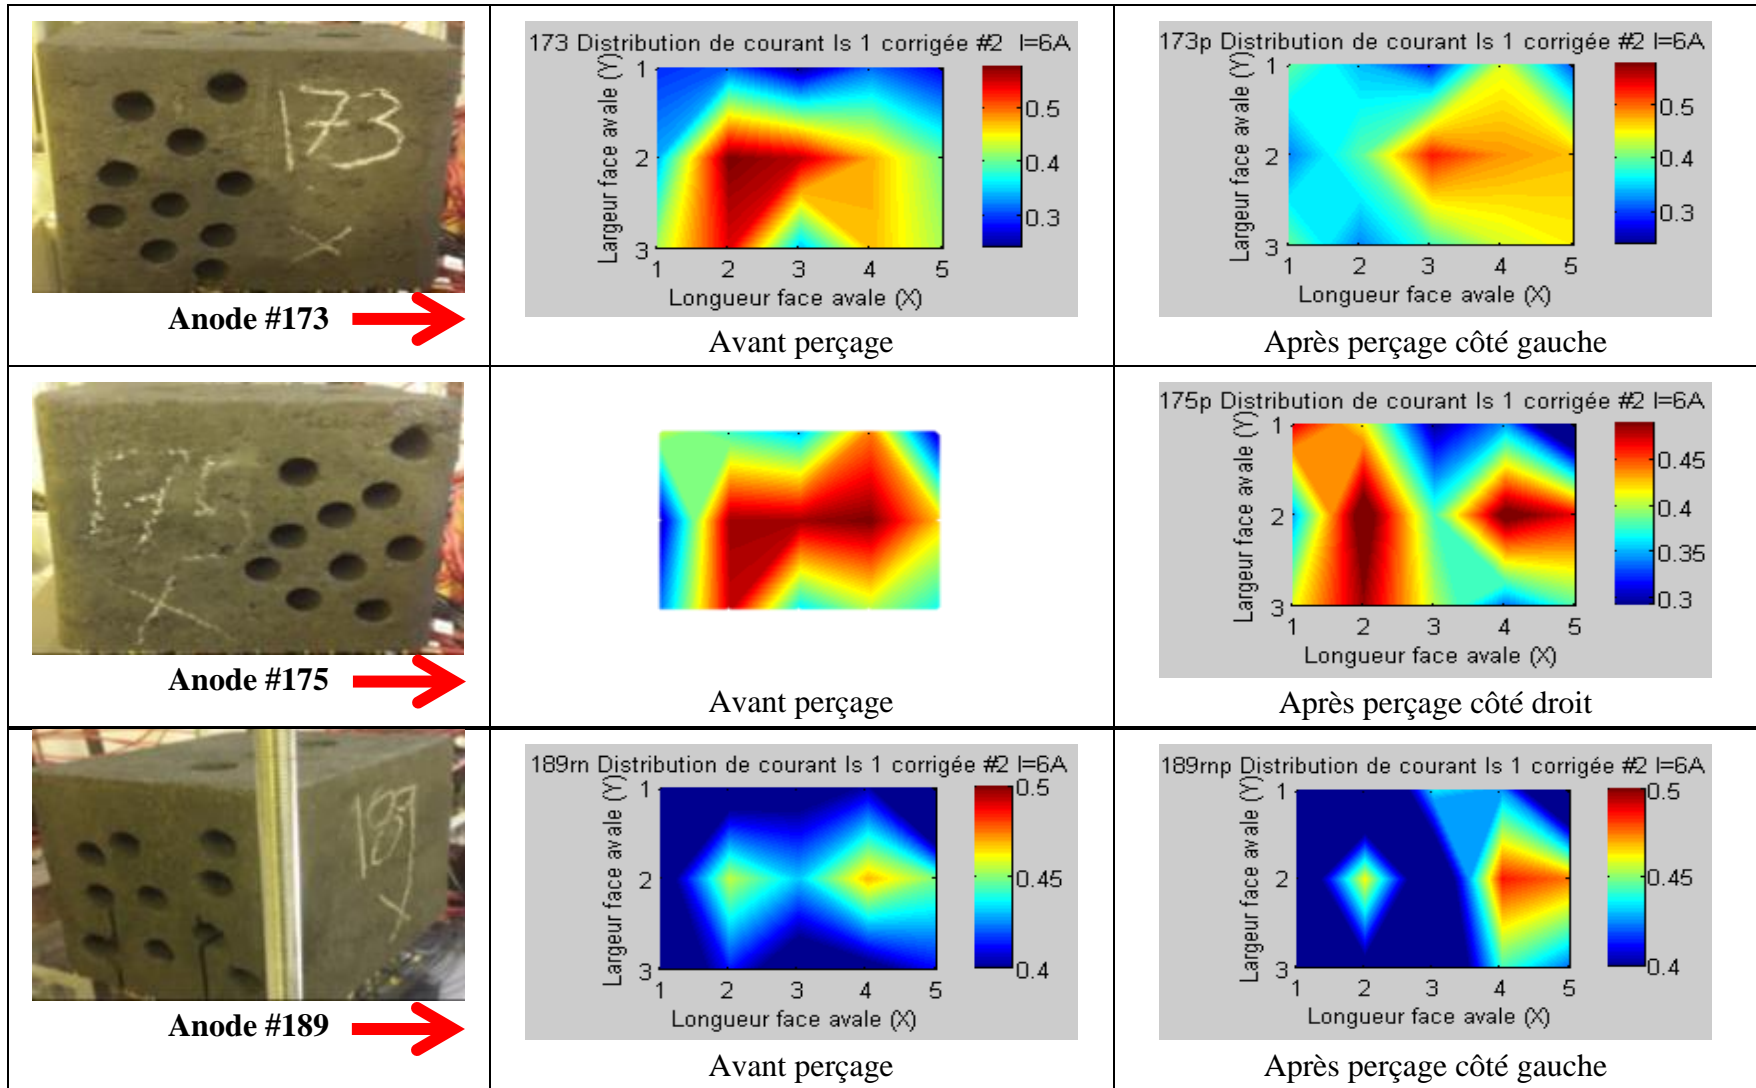 173
X
Anode #173
173 Distribution de courant Is 1 corrigée #2 I=6A
Largeur face avale (Y)
1
2
3
1 2 3 4 5
Longueur face avale (X)
0.5
0.4
0.3
Avant perçage
173p Distribution de courant Is 1 corrigée #2 I=6A
Largeur face avale (Y)
1
2
3
1 2 3 4 5
Longueur face avale (X)
0.5
0.4
0.3
Après perçage côté gauche
175
X
Anode #175
Avant perçage
175p Distribution de courant Is 1 corrigée #2 I=6A
Largeur face avale (Y)
1
2
3
1 2 3 4 5
Longueur face avale (X)
0.45
0.4
0.35
0.3
Après perçage côté droit
189
Anode #189
189rn Distribution de courant Is 1 corrigée #2 I=6A
Largeur face avale (Y)
1
2
3
1 2 3 4 5
Longueur face avale (X)
0.5
0.45
0.4
Avant perçage
189rnp Distribution de courant Is 1 corrigée #2 I=6A
Largeur face avale (Y)
1
2
3
1 2 3 4 5
Longueur face avale (X)
0.5
0.45
0.4
Après perçage côté gauche